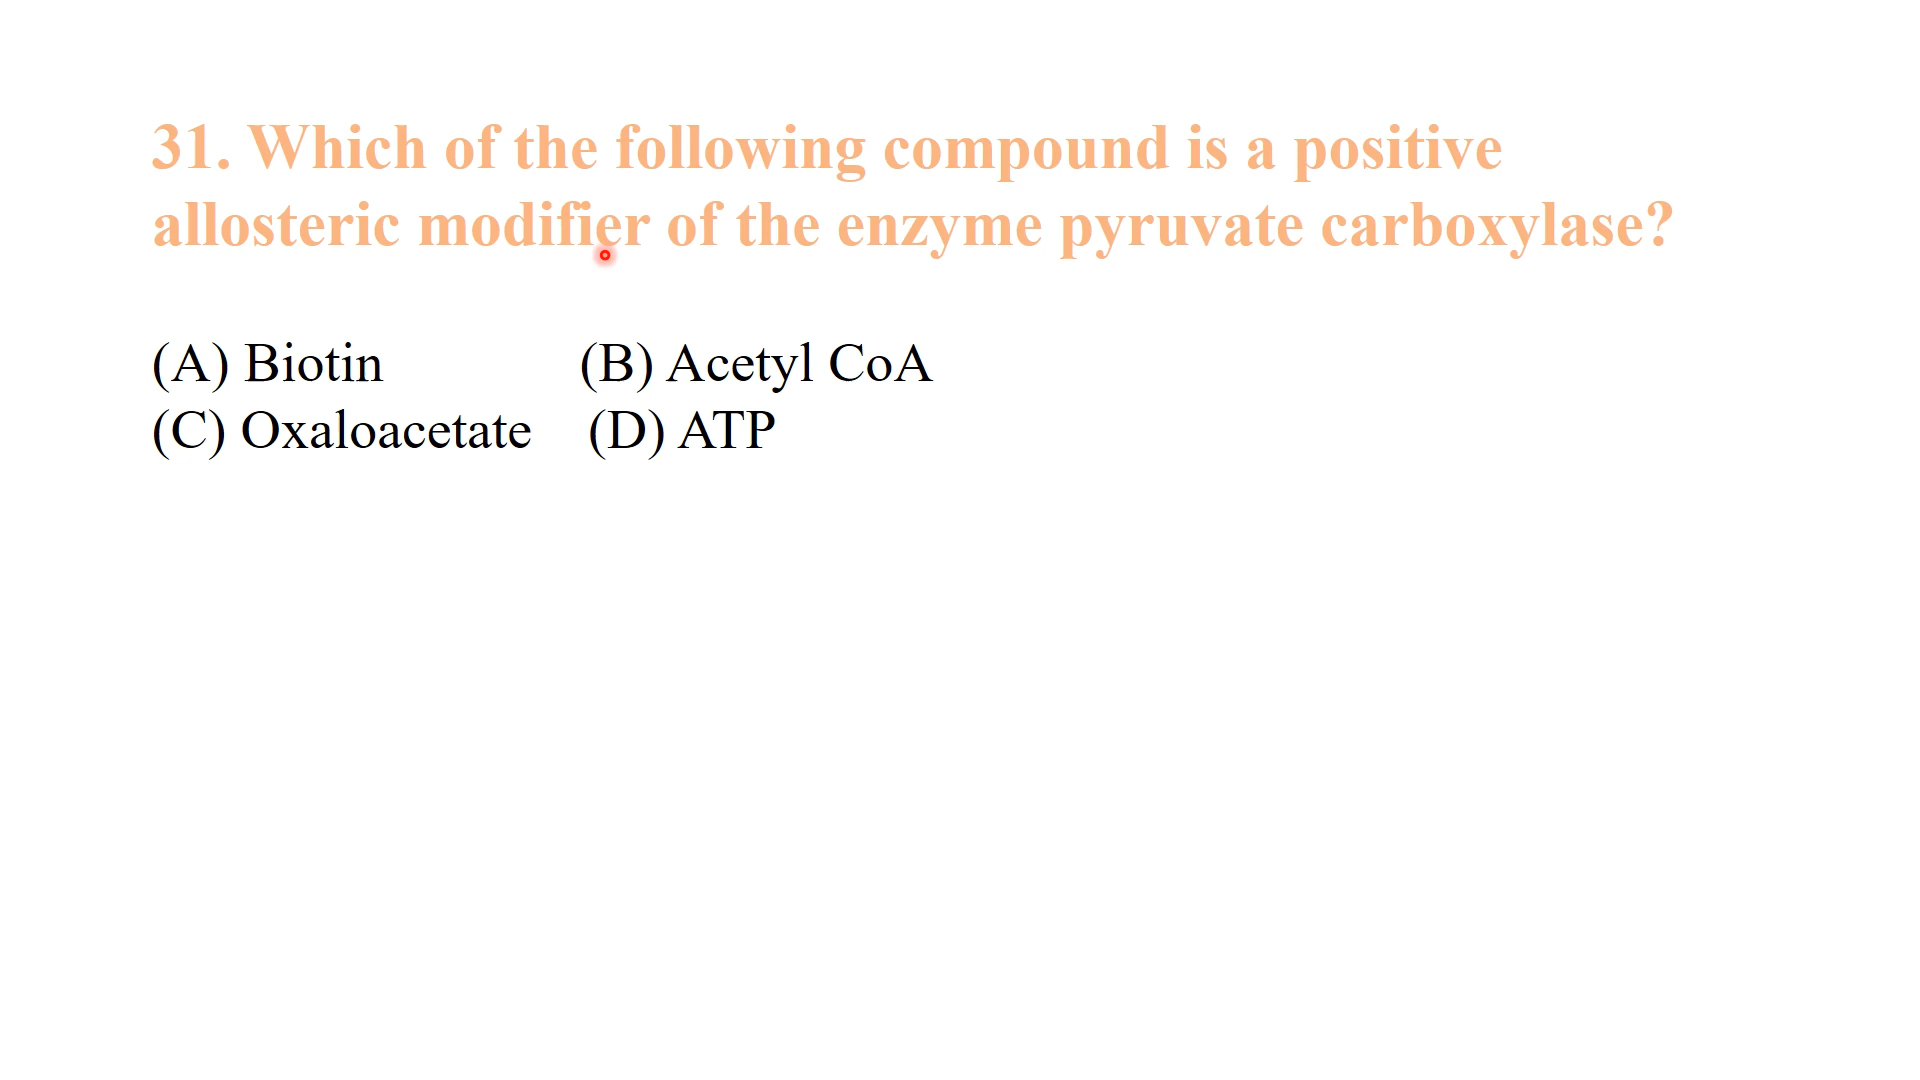 31. Which of the following compound is a positive
allosteric modifier of the enzyme pyruvate carboxylase?
(A) Biotin (B) Acetyl CoA
(C) Oxaloacetate (D) ATP